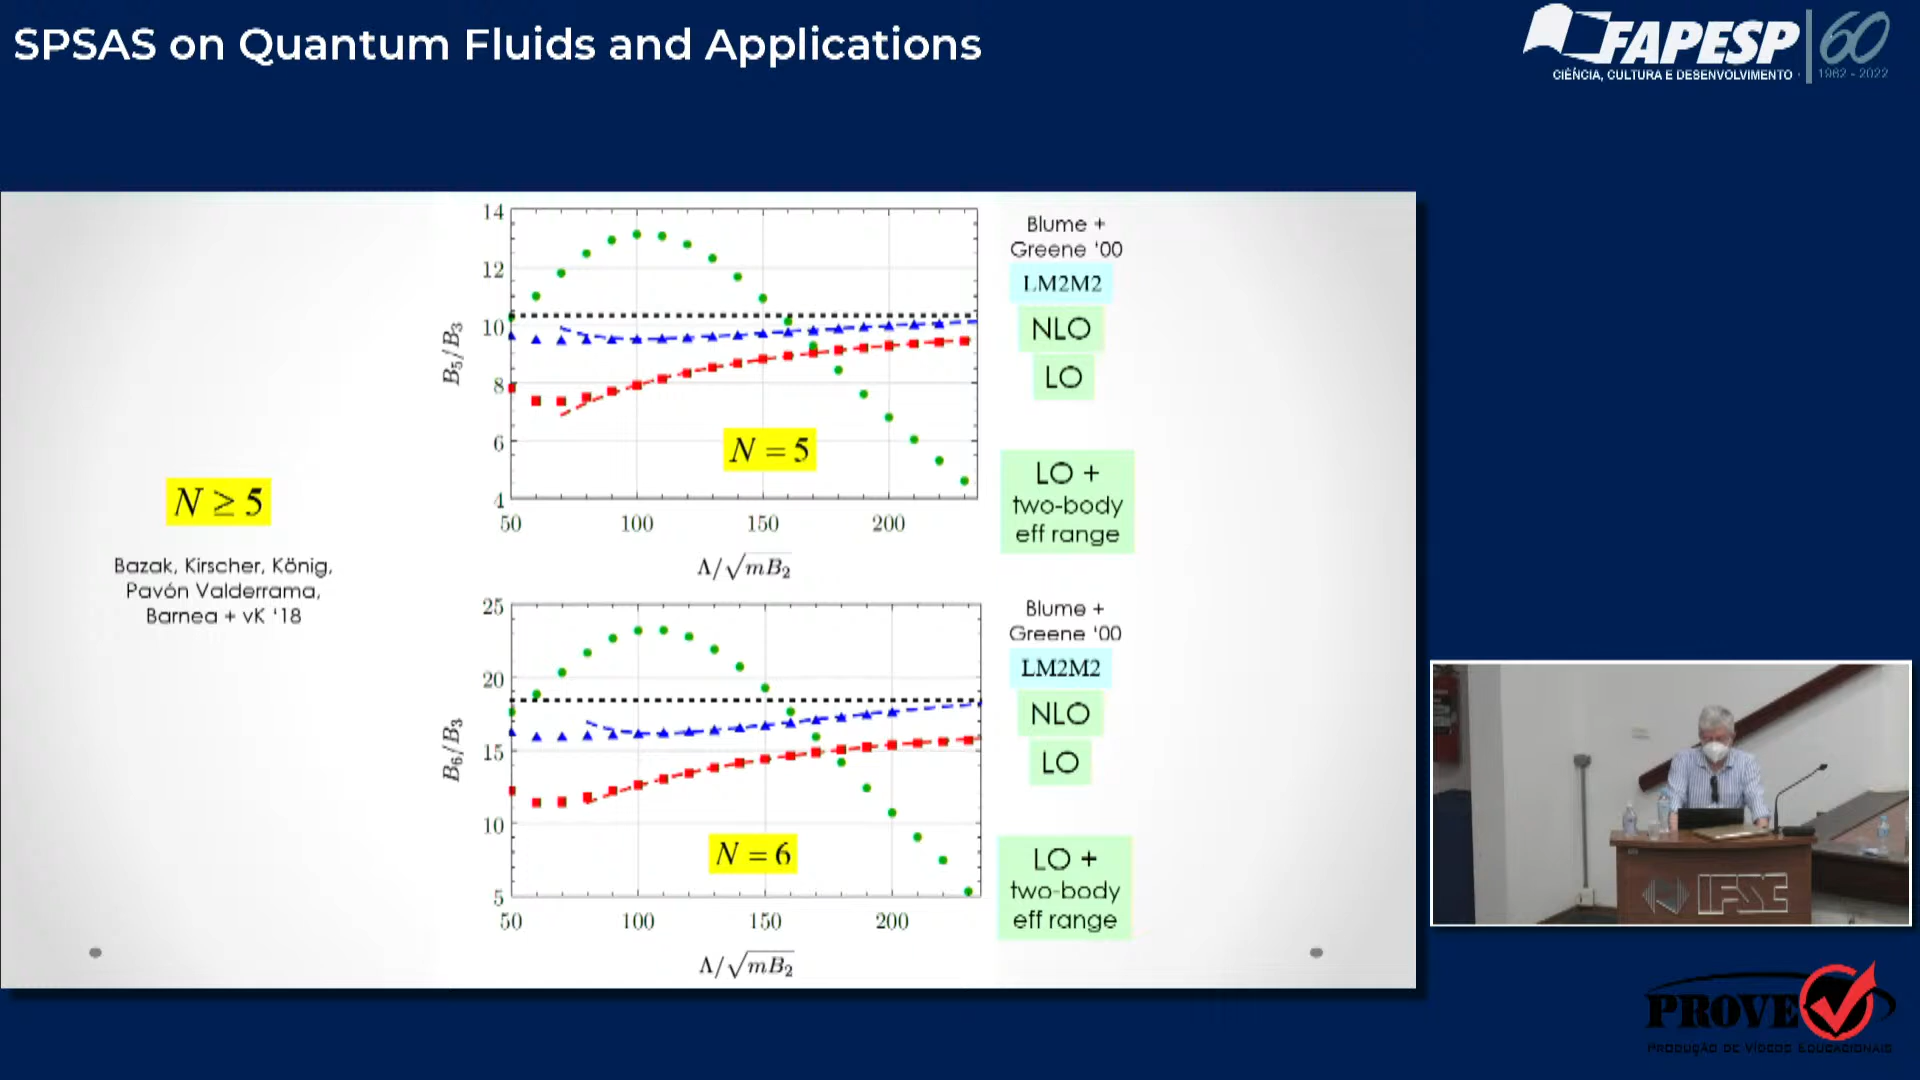 SPSAS on Quantum Fluids and Applications
FAPESP 60
CIÊNCIA, CULTURA E DESENVOLVIMENTO
1962 - 2022
N ≥ 5
Bazak, Kirscher, König,
Pavón Valderrama,
Barnea + vK '18
14
12
10
8
6
4
B₅/B₃
N = 5
50 100 150 200
Λ/√mB₂
Blume +
Greene '00
LM2M2
NLO
LO
LO +
two-body
eff range
25
20
15
10
5
B₆/B₃
N = 6
50 100 150 200
Λ/√mB₂
Blume +
Greene '00
LM2M2
NLO
LO
LO +
two-body
eff range
IFSC
PROVE
PRODUÇÃO DE VÍDEOS EDUCACIONAIS